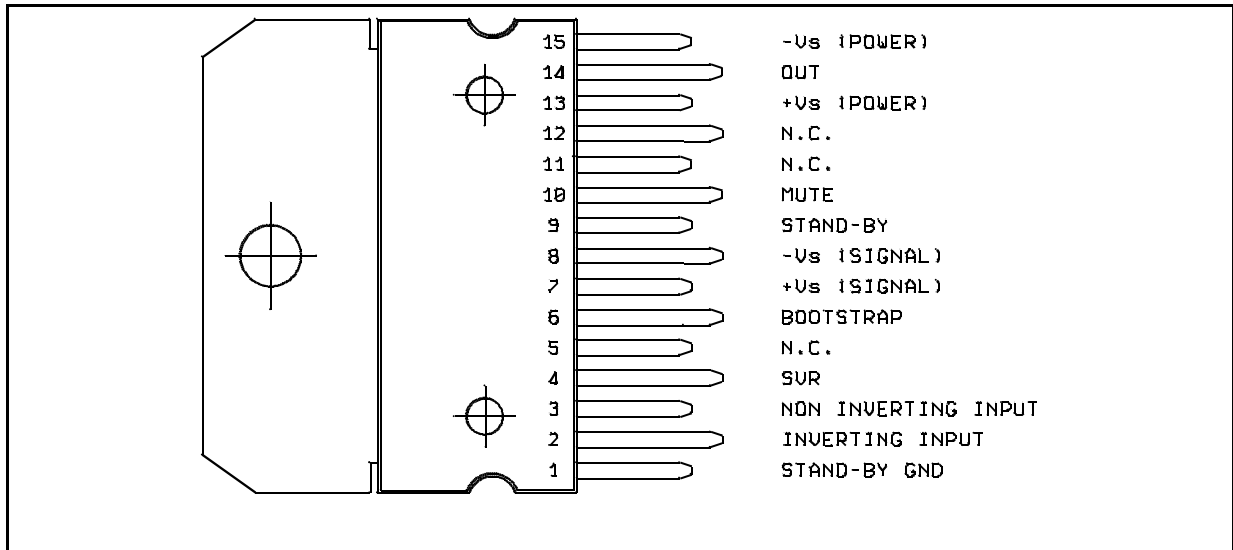 15 -Vs (POWER)
14 OUT
13 +Vs (POWER)
12 N.C.
11 N.C.
10 MUTE
9 STAND-BY
8 -Vs (SIGNAL)
7 +Vs (SIGNAL)
6 BOOTSTRAP
5 N.C.
4 SVR
3 NON INVERTING INPUT
2 INVERTING INPUT
1 STAND-BY GND